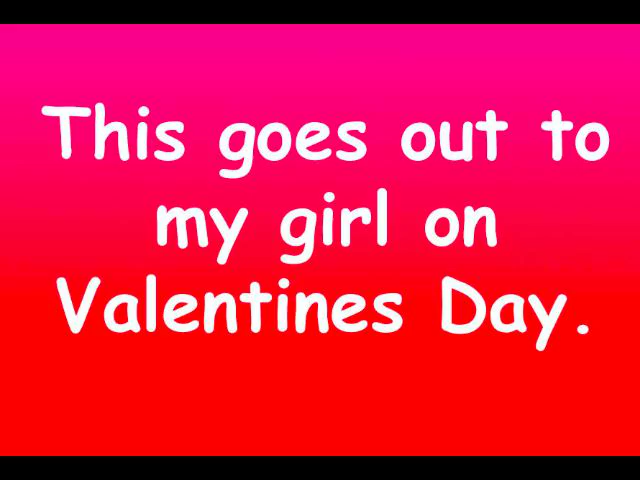 This goes out to
my girl on
Valentines Day.